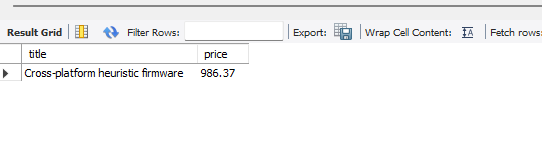 Result Grid Filter Rows: Export: Wrap Cell Content: Fetch rows:
title price
Cross-platform heuristic firmware 986.37